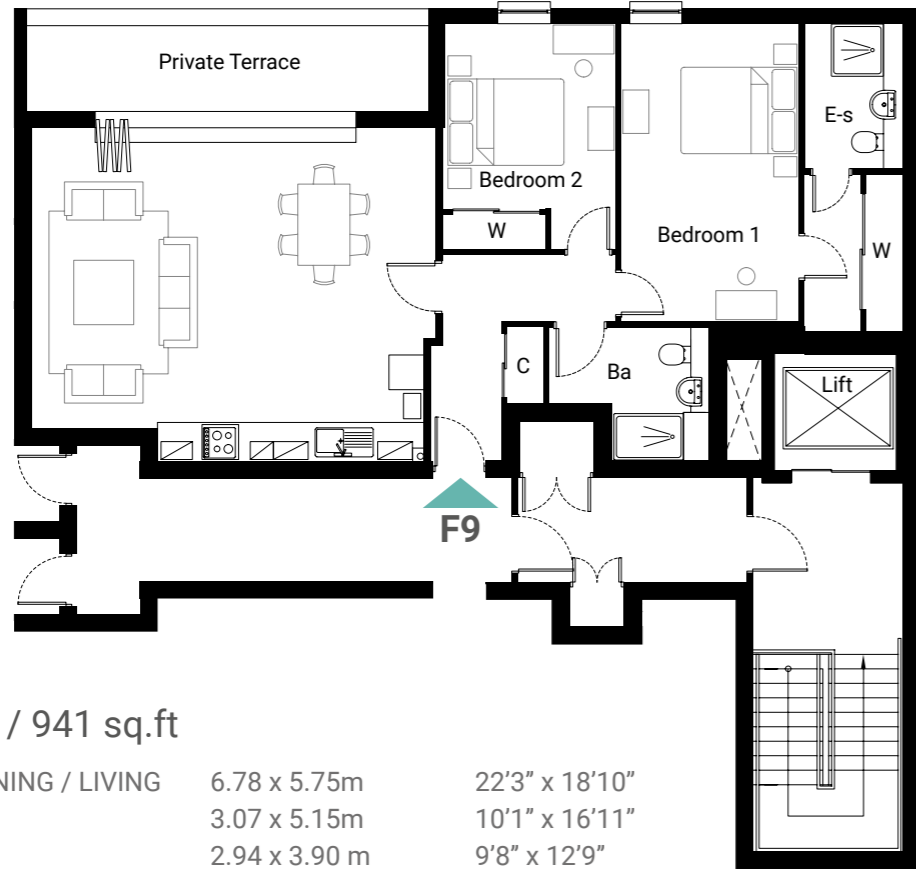 Private Terrace
E-s
Bedroom 2
W
Bedroom 1
W
C
Ba
Lift
F9
/ 941 sq.ft
NING / LIVING 6.78 x 5.75m 22'3” x 18'10”
3.07 x 5.15m 10'1” x 16'11”
2.94 x 3.90 m 9'8” x 12'9”